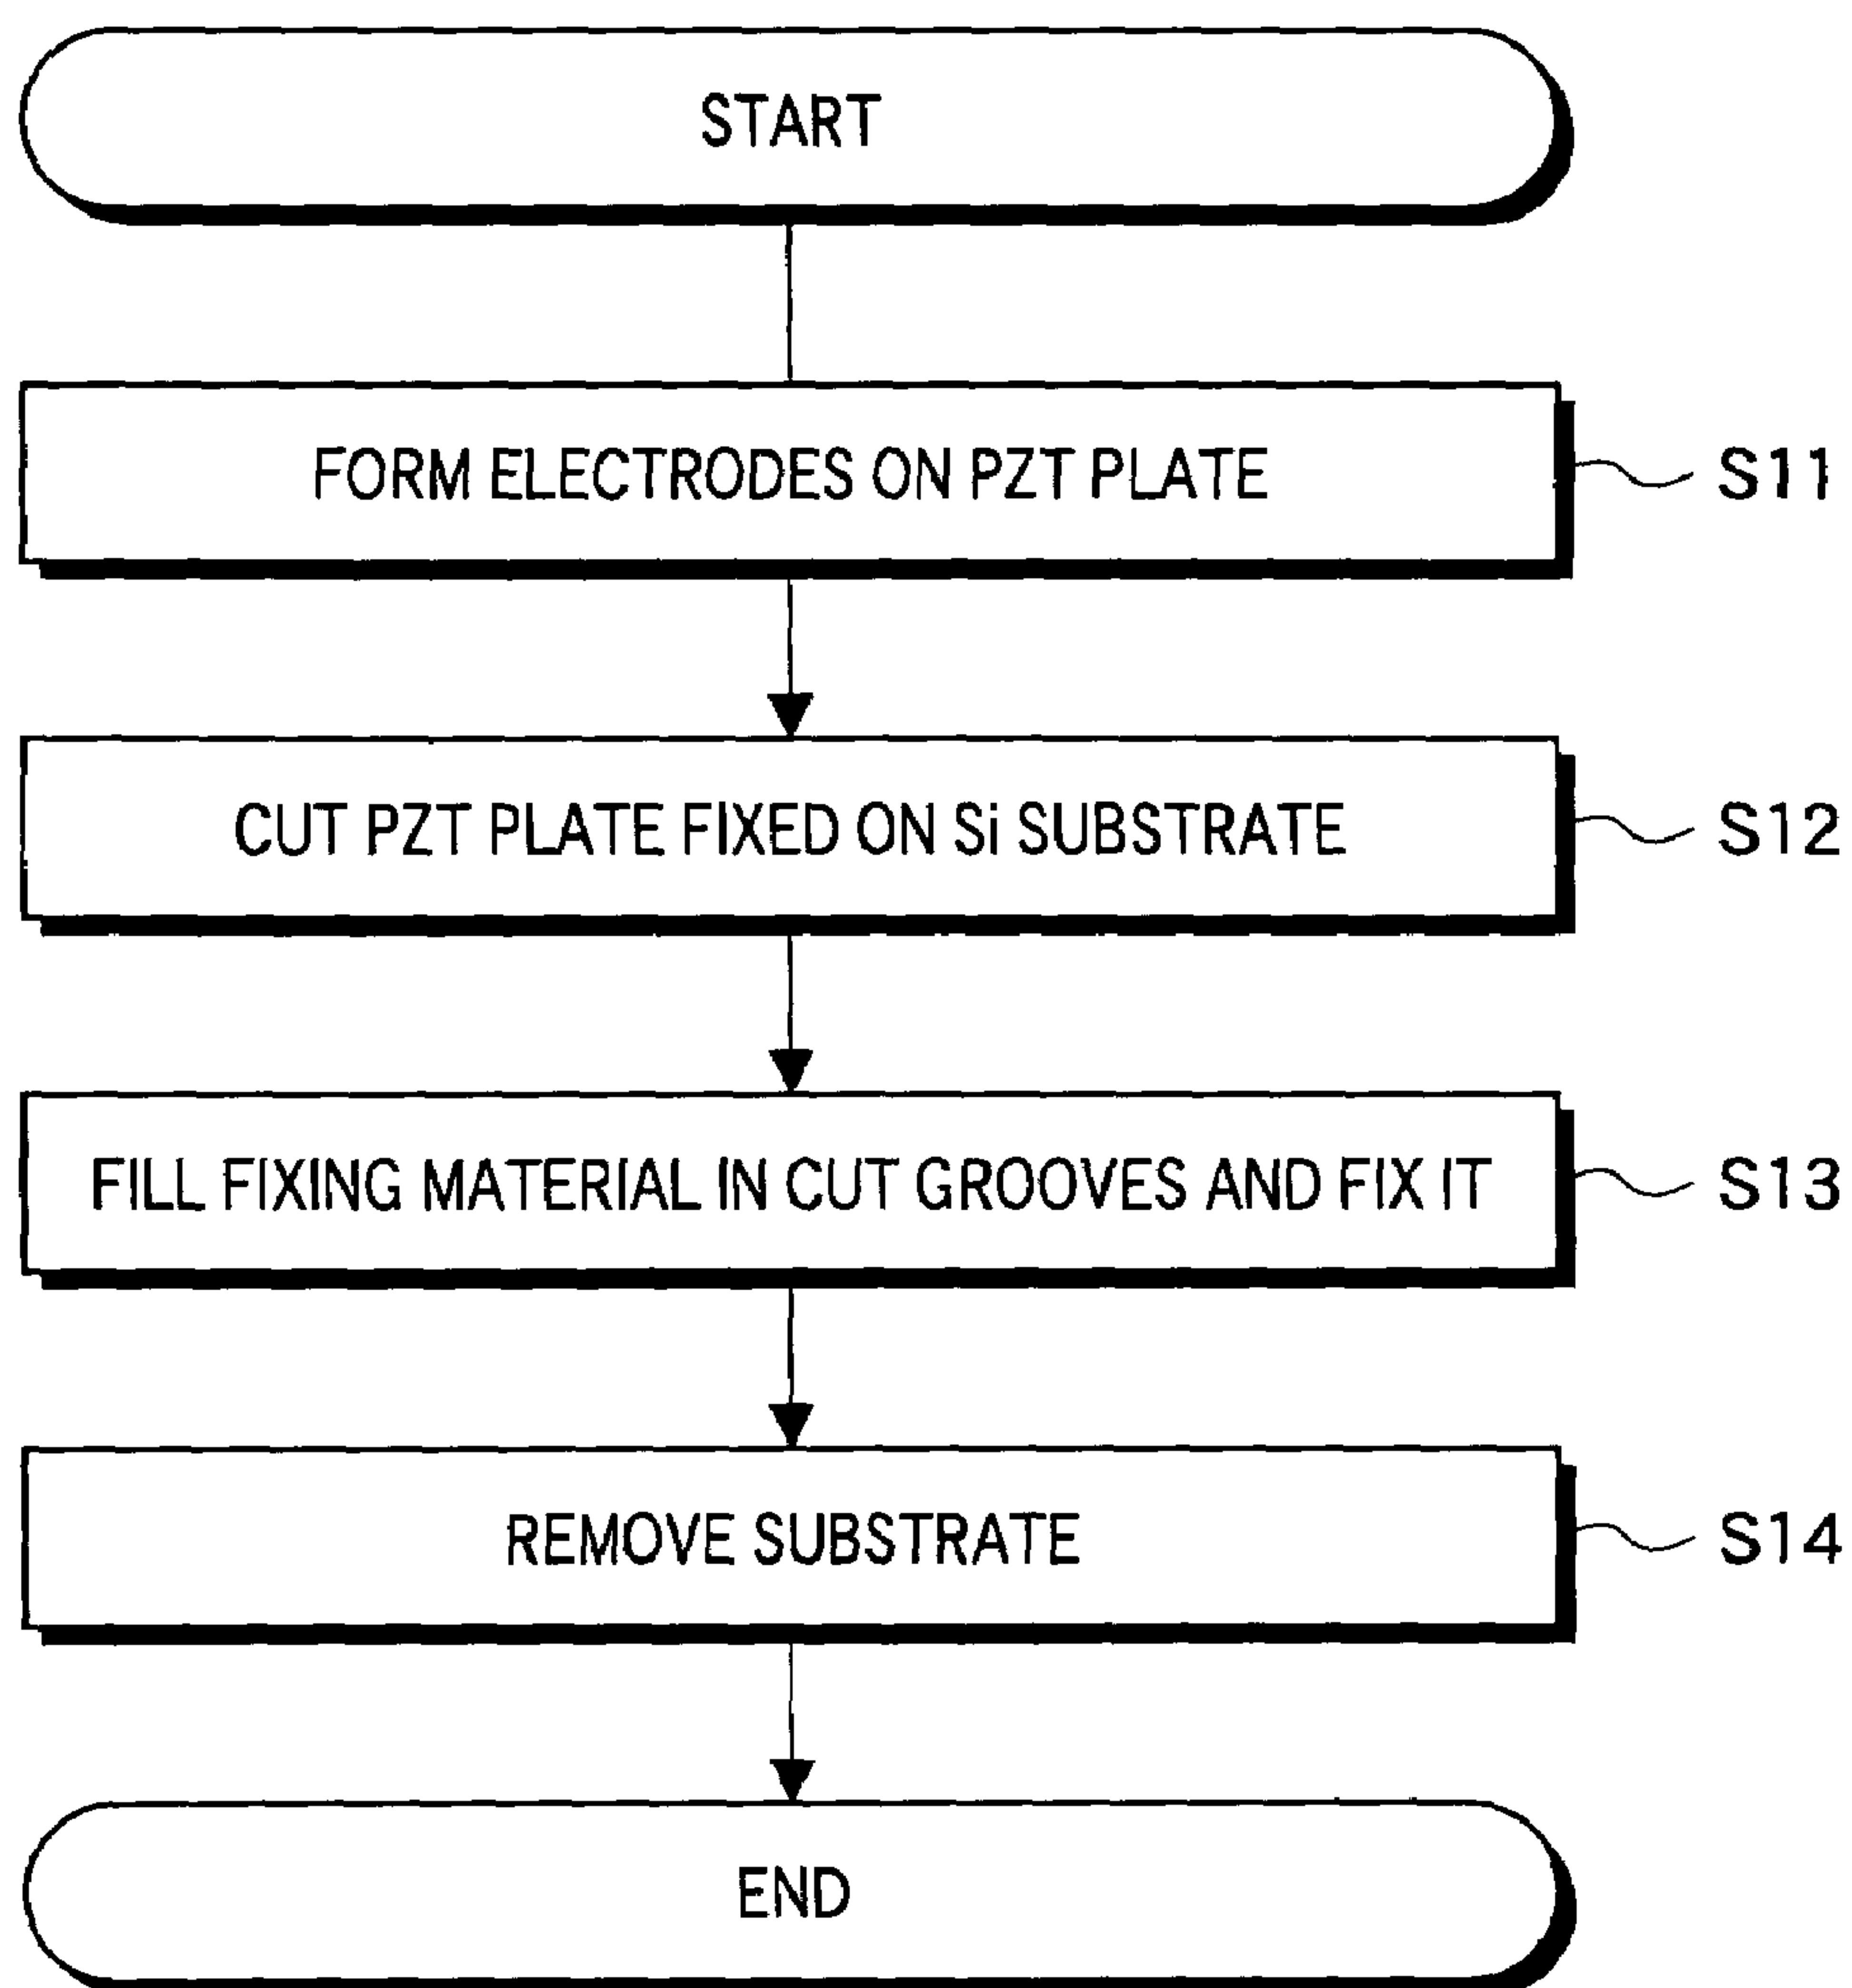 START
FORM ELECTRODES ON PZT PLATE
S11
CUT PZT PLATE FIXED ON Si SUBSTRATE
S12
FILL FIXING MATERIAL IN CUT GROOVES AND FIX IT
S13
REMOVE SUBSTRATE
S14
END